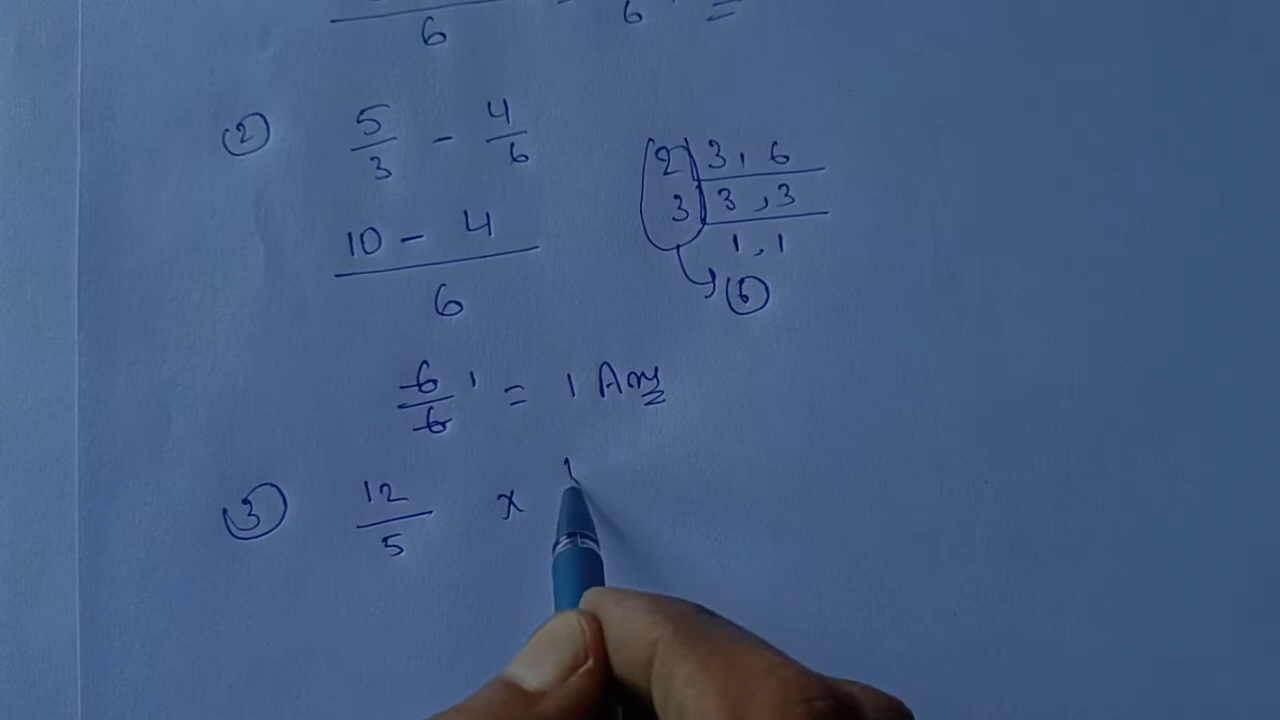 6 6 =
② 5/3 - 4/6
2 | 3, 6
3 | 3, 3
1, 1
⑥
10 - 4
6
6/6 1 = 1 Ans
③ 12/5 x 1